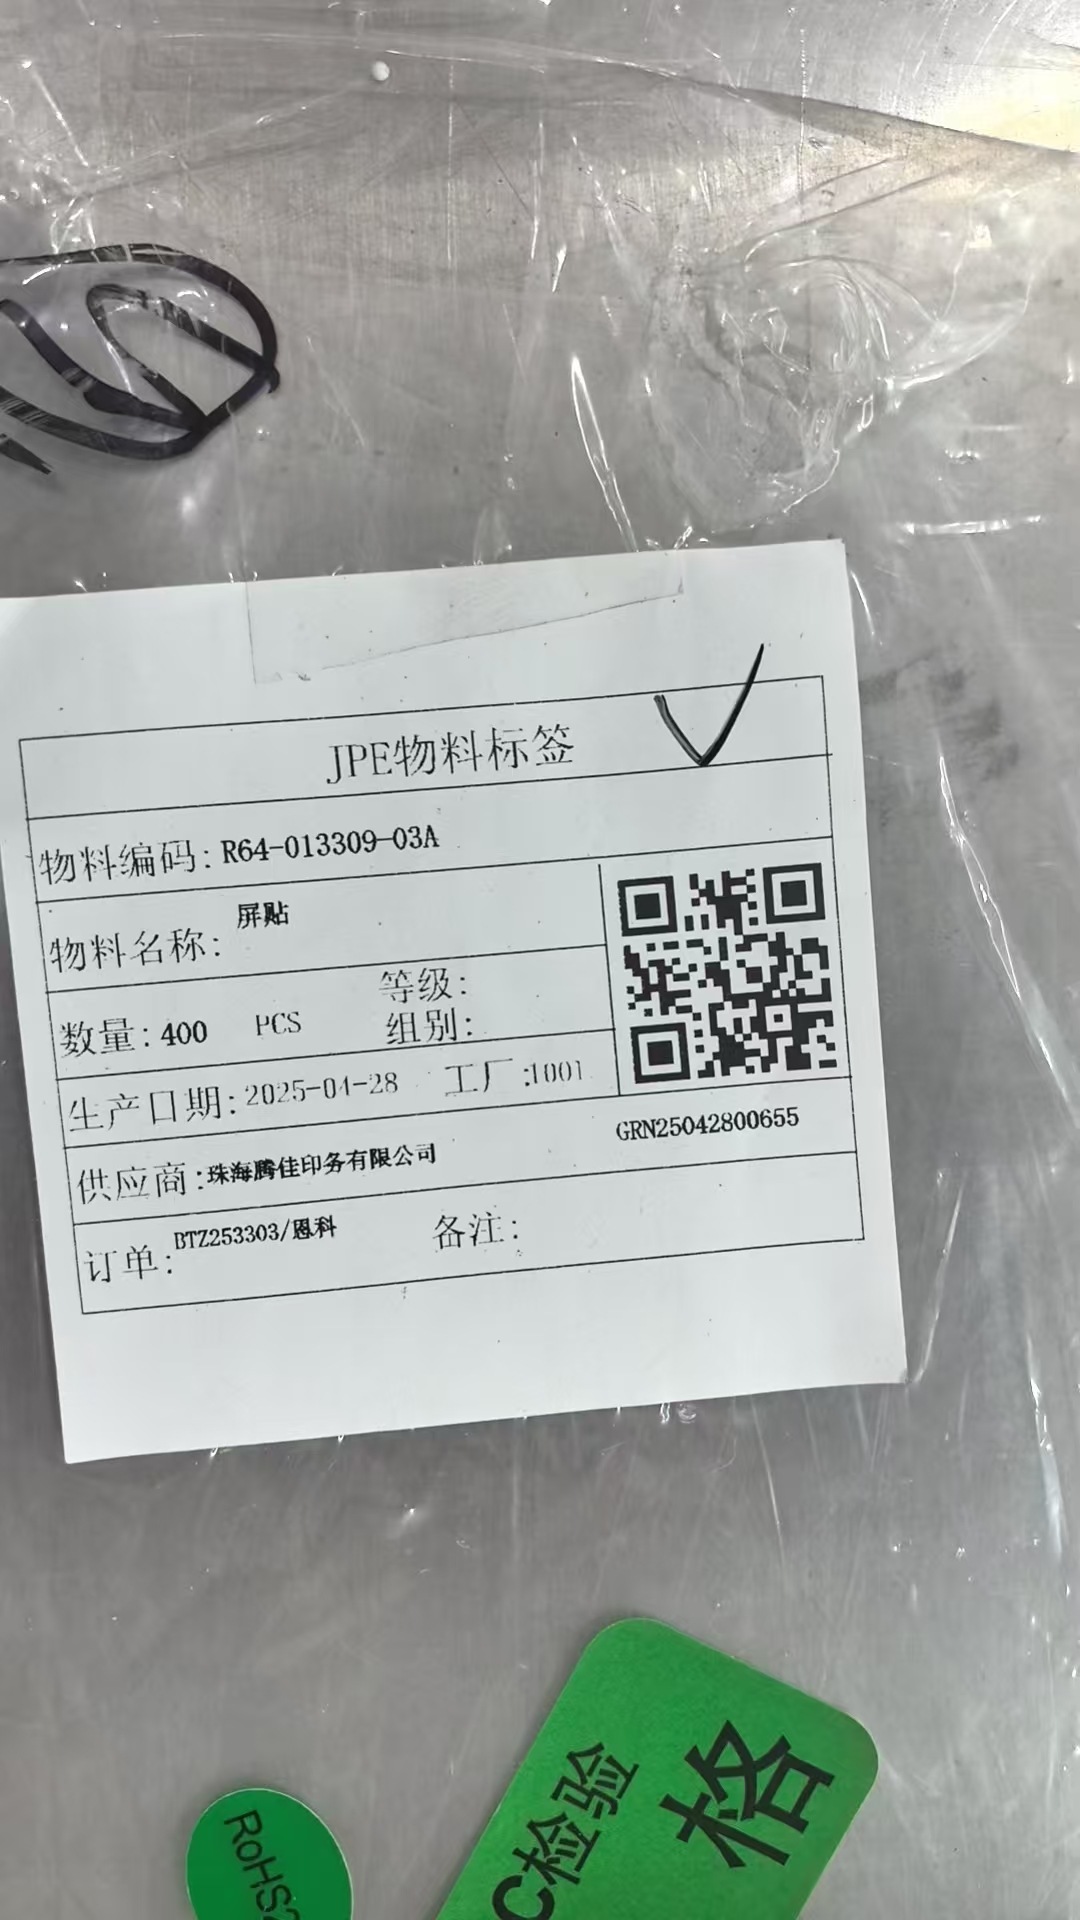 JPE物料标签
物料编码: R64-013309-03A
物料名称: 屏贴
数量: 400 PCS
等级:
组别:
生产日期: 2025-04-28 工厂:1001
供应商:珠海腾佳印务有限公司
GRN25042800655
订单: BTZ253303/恩科 备注:
C检验
格
RoHS2